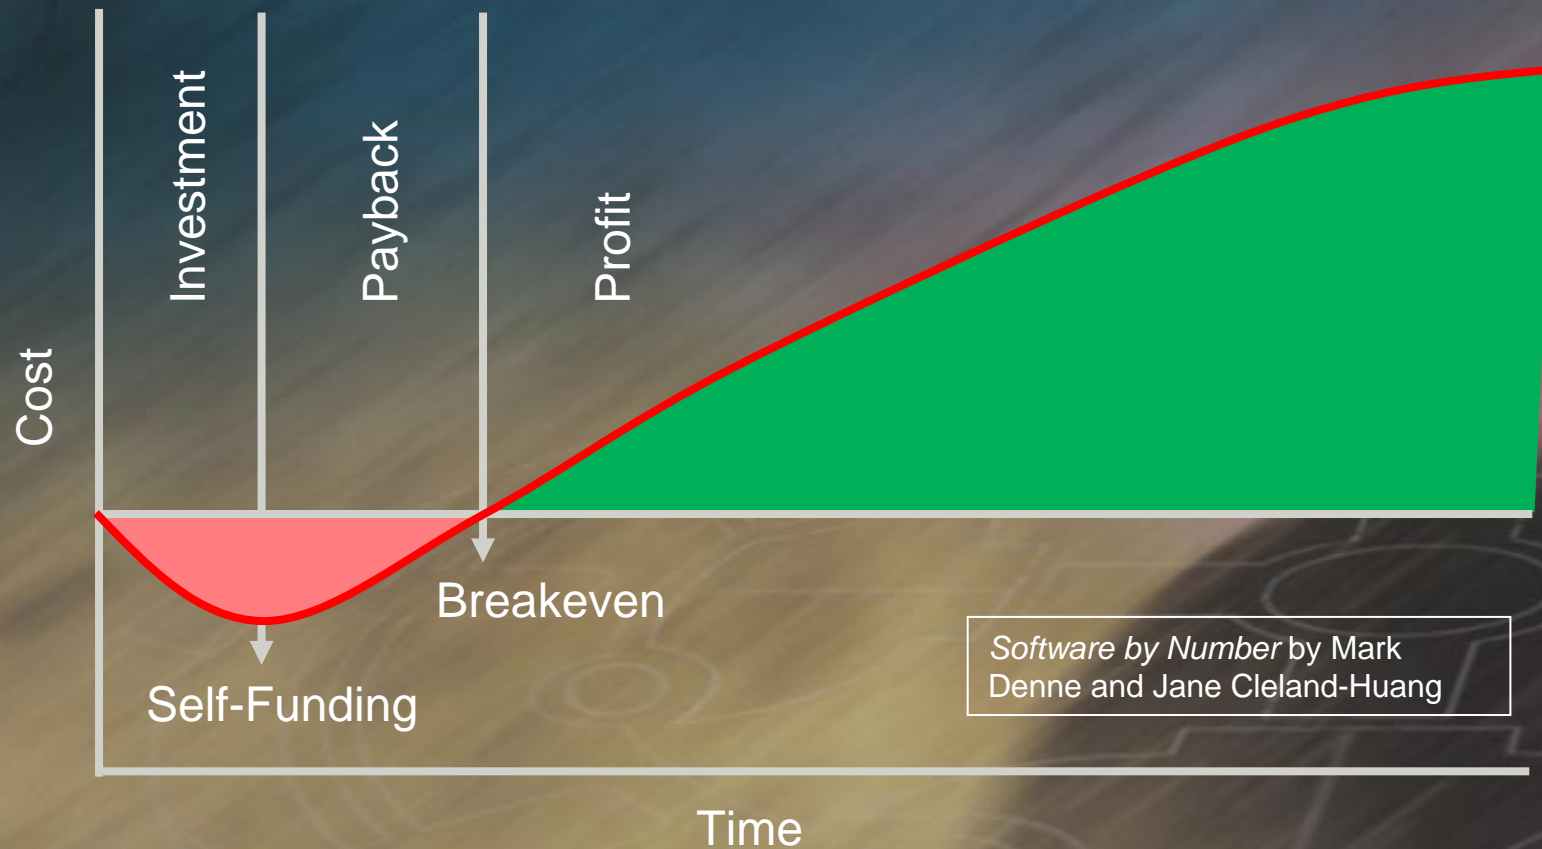 Investment
Payback
Profit
Cost
Breakeven
Self-Funding
Software by Number by Mark
Denne and Jane Cleland-Huang
Time